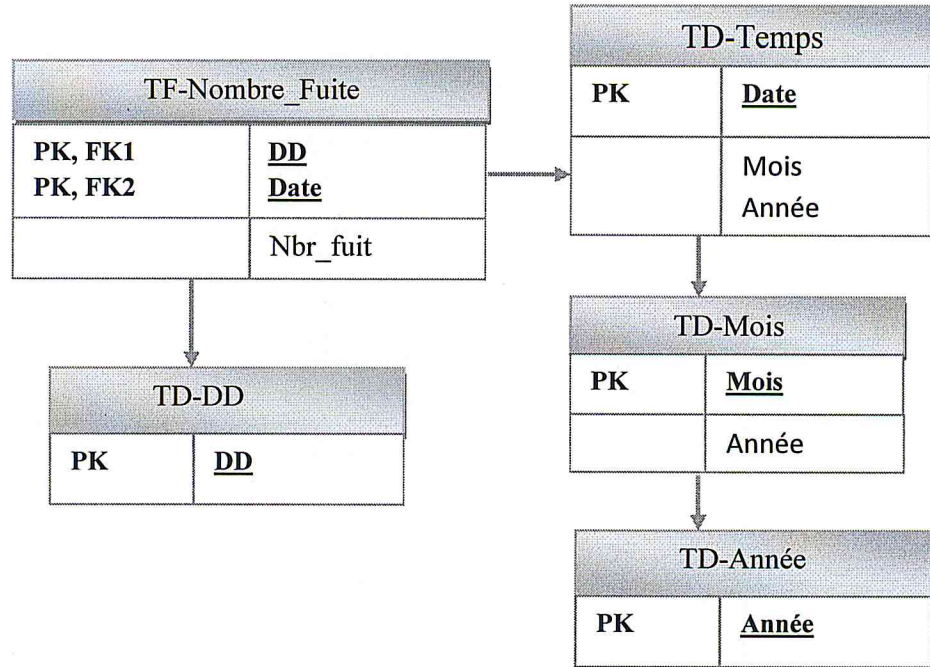 TF-Nombre_Fuite
PK, FK1 DD
PK, FK2 Date
Nbr_fuit
TD-DD
PK DD
TD-Temps
PK Date
Mois
Année
TD-Mois
PK Mois
Année
TD-Année
PK Année